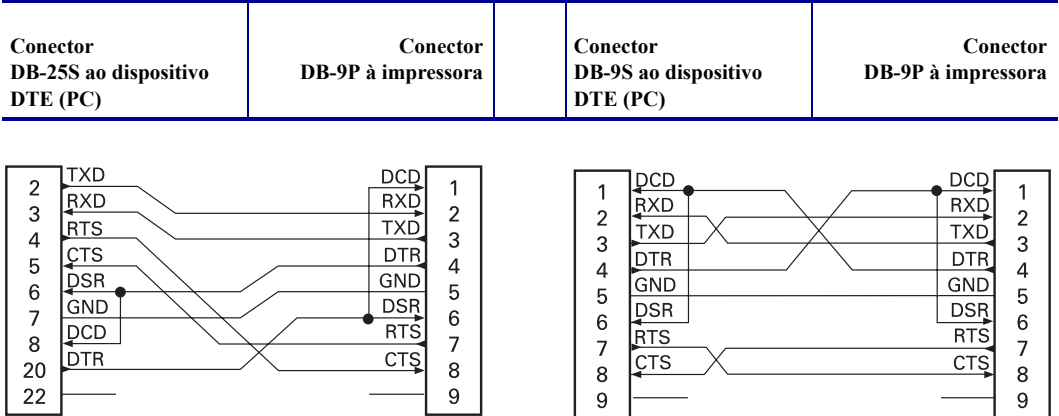 Conector
DB-25S ao dispositivo
DTE (PC)
Conector
DB-9P à impressora
Conector
DB-9S ao dispositivo
DTE (PC)
Conector
DB-9P à impressora
2 TXD DCD 1
3 RXD RXD 2
4 RTS TXD 3
5 CTS DTR 4
6 DSR GND 5
7 GND DSR 6
8 DCD RTS 7
20 DTR CTS 8
22 9
1 DCD DCD 1
2 RXD RXD 2
3 TXD TXD 3
4 DTR DTR 4
5 GND GND 5
6 DSR DSR 6
7 RTS RTS 7
8 CTS CTS 8
9 9